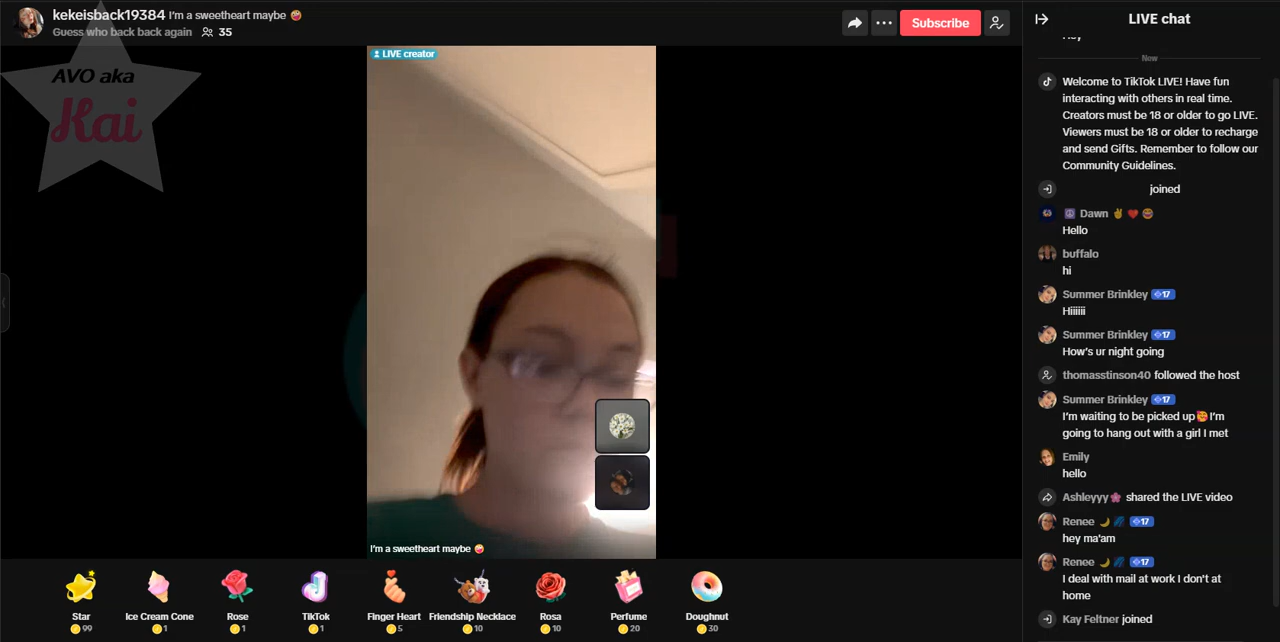 kekeisback19384 I'm a sweetheart maybe 🤪
Guess who back back again 35
Subscribe
AVO aka
Kai
LIVE creator
I'm a sweetheart maybe 🤪
Star
99
Ice Cream Cone
1
Rose
1
TikTok
1
Finger Heart
5
Friendship Necklace
10
Rosa
10
Perfume
20
Doughnut
30
LIVE chat
Now
Welcome to TikTok LIVE! Have fun
interacting with others in real time.
Creators must be 18 or older to go LIVE.
Viewers must be 18 or older to recharge
and send Gifts. Remember to follow our
Community Guidelines.
joined
☮️ Dawn ✌️ ❤️ 😂
Hello
buffalo
hi
Summer Brinkley 17
Hiiiiii
Summer Brinkley 17
How's ur night going
thomasstinson40 followed the host
Summer Brinkley 17
I'm waiting to be picked up🥰I'm
going to hang out with a girl I met
Emily
hello
Ashleyyy🌸 shared the LIVE video
Renee 🌙 17
hey ma'am
Renee 🌙 17
I deal with mail at work I don't at
home
Kay Feltner joined